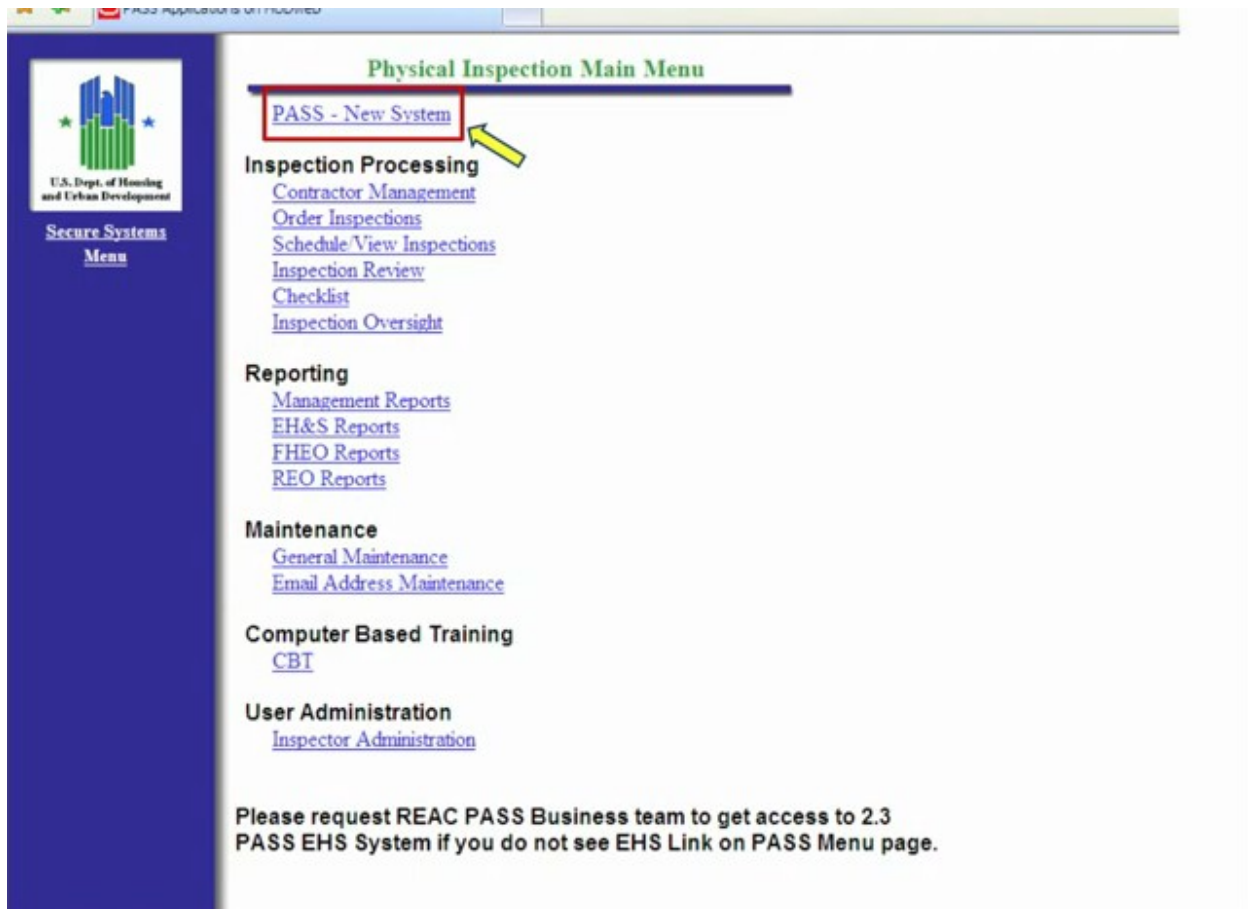 PASS Applications on HUDweb
Physical Inspection Main Menu
PASS - New System
U.S. Dept. of Housing
and Urban Development
Secure Systems
Menu
Inspection Processing
Contractor Management
Order Inspections
Schedule/View Inspections
Inspection Review
Checklist
Inspection Oversight
Reporting
Management Reports
EH&S Reports
FHEO Reports
REO Reports
Maintenance
General Maintenance
Email Address Maintenance
Computer Based Training
CBT
User Administration
Inspector Administration
Please request REAC PASS Business team to get access to 2.3
PASS EHS System if you do not see EHS Link on PASS Menu page.